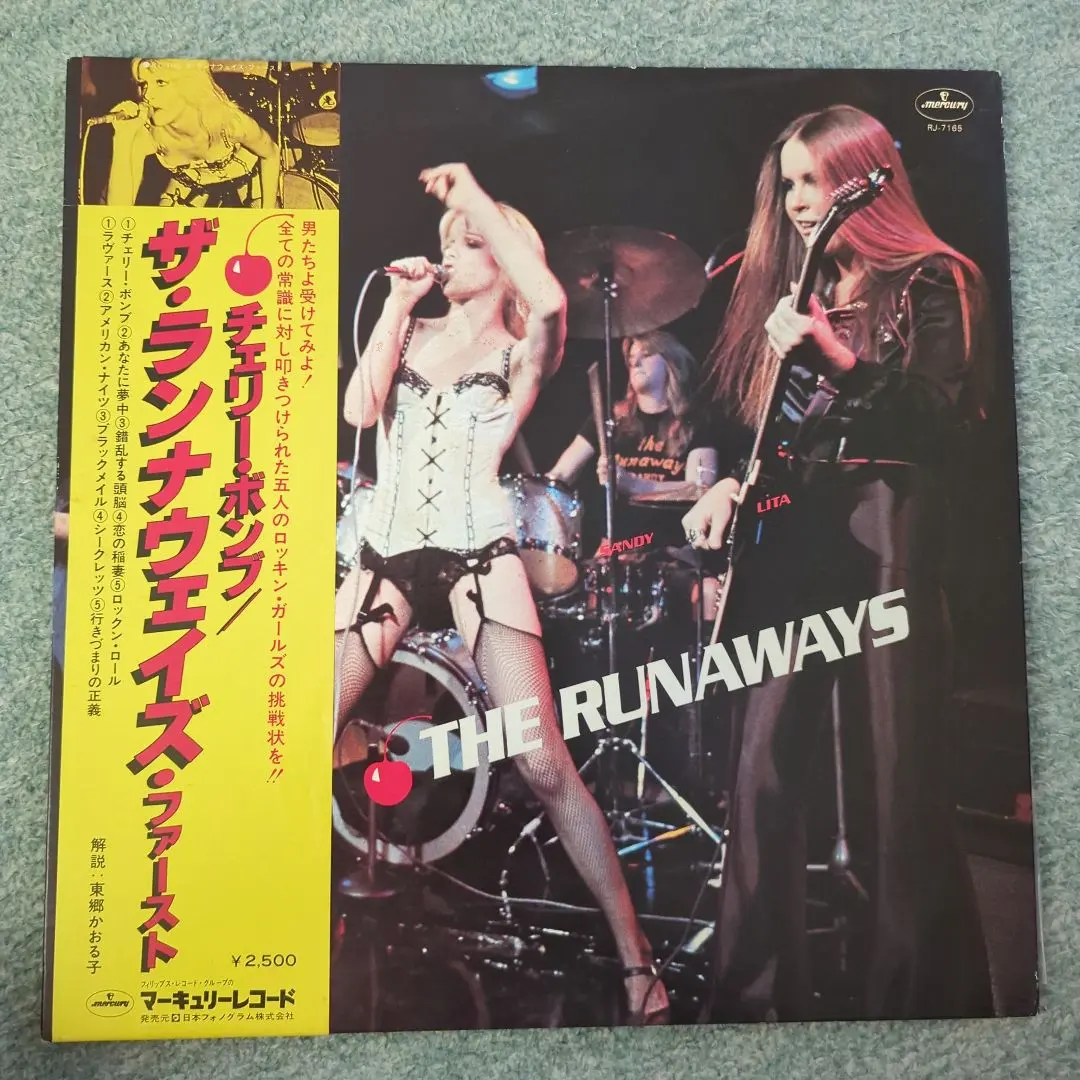 男たちよ受けてみよ!
全ての常識に対し叩きつけられた五人のロッキン・ガールズの挑戦状を!!
チェリー・ボンブ/
ザ・ランナウェイズ・ファースト
①チェリー・ボンブ②あなたに夢中③錯乱する頭脳④恋の稲妻⑤ロックン・ロール
①ラヴァース②アメリカン・ナイツ③ブラックメイル④シークレッツ⑤行きづまりの正義
解説:東郷かおる子
¥2,500
フィリップス・レコード・グループの
mercury
マーキュリーレコード
発売元 日本フォノグラム株式会社
mercury
RJ-7165
the
Runaways
SANDY
LITA
SANDY
THE RUNAWAYS